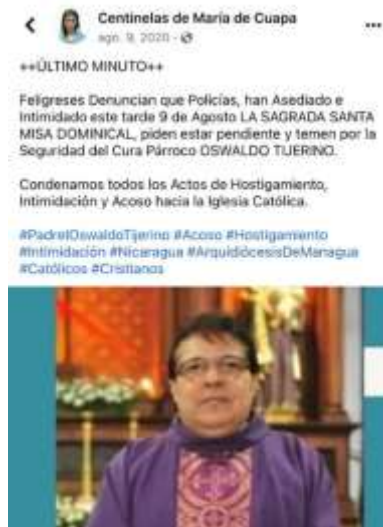 Centinelas de María de Cuapa
ago. 9, 2020 ·
++ÚLTIMO MINUTO++
Feligreses Denuncian que Policías, han Asediado e
Intimidado este tarde 9 de Agosto LA SAGRADA SANTA
MISA DOMINICAL, piden estar pendiente y temen por la
Seguridad del Cura Párroco OSWALDO TIJERINO.
Condenamos todos los Actos de Hostigamiento,
Intimidación y Acoso hacia la Iglesia Católica.
#PadrelOswaldoTijerino #Acoso #Hostigamiento
#Intimidación #Nicaragua #ArquidiócesisDeManagua
#Católicos #Cristianos